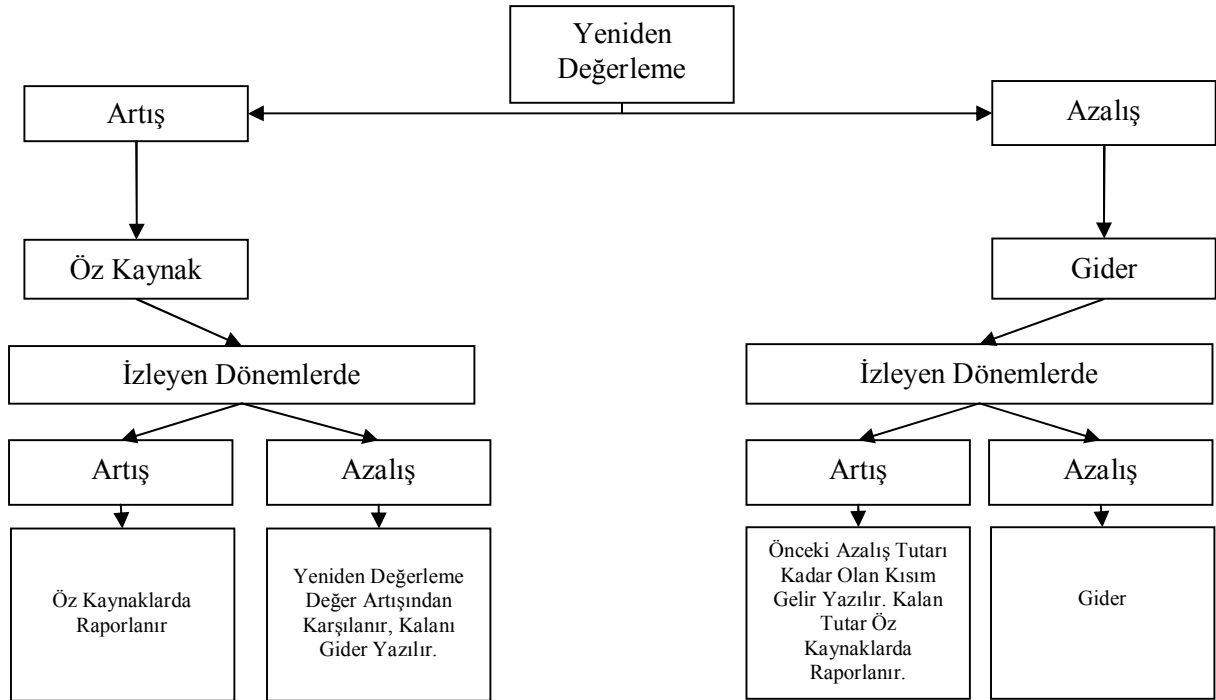 Yeniden
Değerleme
Artış
Azalış
Öz Kaynak
Gider
İzleyen Dönemlerde
İzleyen Dönemlerde
Artış
Azalış
Artış
Azalış
Öz Kaynaklarda
Raporlanır
Yeniden Değerleme
Değer Artışından
Karşılanır, Kalanı
Gider Yazılır.
Önceki Azalış Tutarı
Kadar Olan Kısım
Gelir Yazılır. Kalan
Tutar Öz
Kaynaklarda
Raporlanır.
Gider